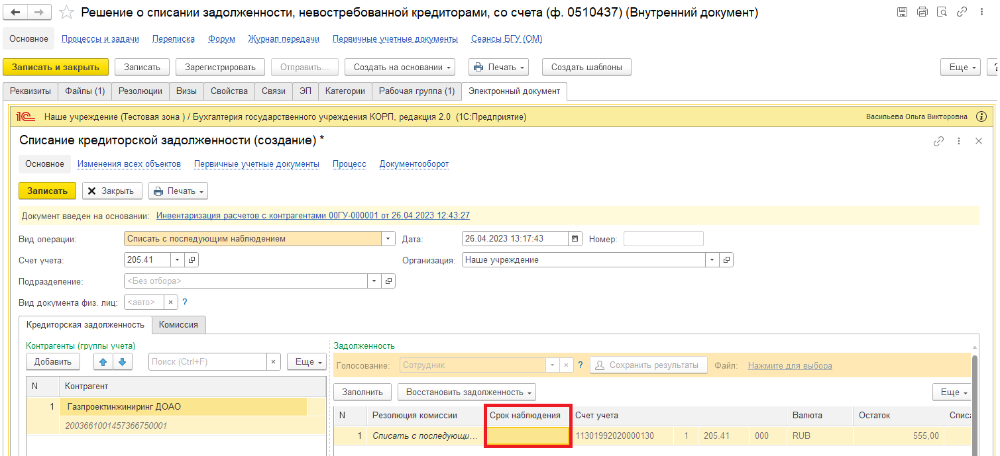 Решение о списании задолженности, невостребованной кредиторами, со счета (ф. 0510437) (Внутренний документ)
Основное Процессы и задачи Переписка Форум Журнал передачи Первичные учетные документы Сеансы БГУ (ОМ)
Записать и закрыть Записать Зарегистрировать Отправить... Создать на основании Печать Создать шаблоны Еще ?
Реквизиты Файлы (1) Резолюции Визы Свойства Связи ЭП Категории Рабочая группа (1) Электронный документ
1С Наше учреждение (Тестовая зона ) / Бухгалтерия государственного учреждения КОРП, редакция 2.0 (1С:Предприятие) Васильева Ольга Викторовна
Списание кредиторской задолженности (создание) *
Основное Изменения всех объектов Первичные учетные документы Процесс Документооборот
Записать Закрыть Печать
Документ введен на основании: Инвентаризация расчетов с контрагентами 00ГУ-000001 от 26.04.2023 12:43:27
Вид операции: Списать с последующим наблюдением Дата: 26.04.2023 13:17:43 Номер:
Счет учета: 205.41 Организация: Наше учреждение
Подразделение: <Без отбора>
Вид документа физ. лиц: <авто> ?
Кредиторская задолженность Комиссия
Контрагенты (группы учета) Задолженность
Добавить Поиск (Ctrl+F) Еще Голосование: Сотрудник ? Сохранить результаты Файл: Нажмите для выбора
Заполнить Восстановить задолженность Еще
N Контрагент
1 Газпроектинжиниринг ДОАО
2003661001457366750001
N Резолюция комиссии Срок наблюдения Счет учета Валюта Остаток Списа
1 Списать с последующи... 11301992020000130 1 205.41 000 RUB 555,00